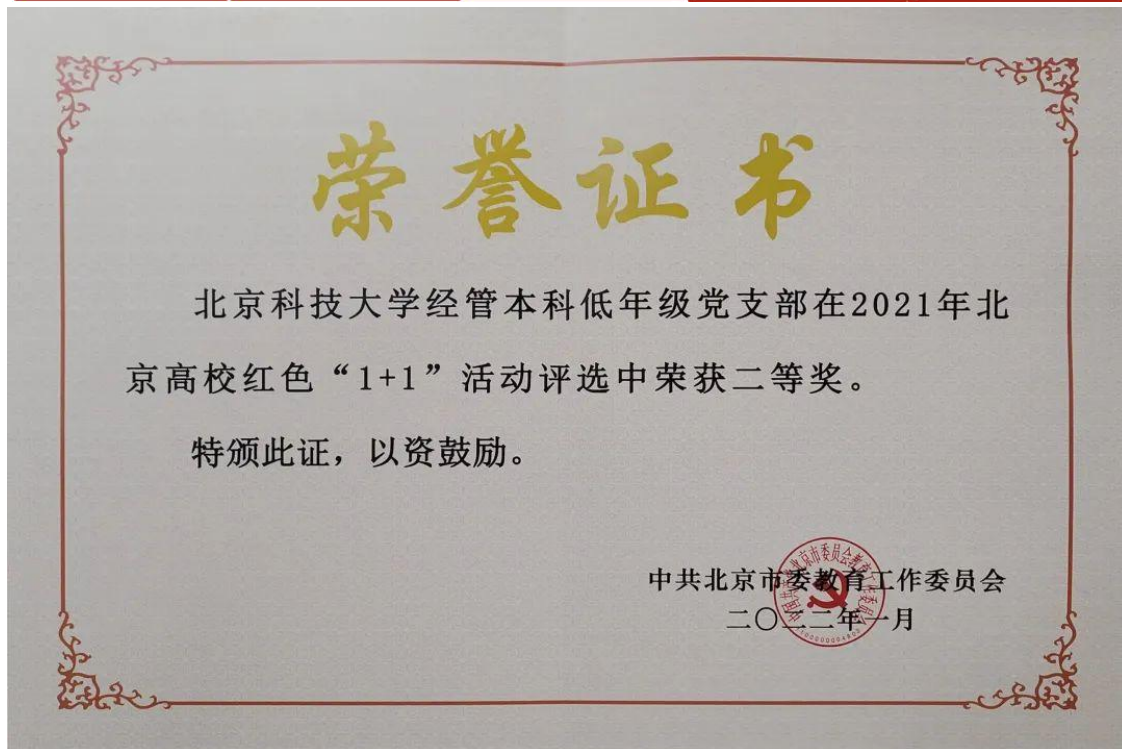 荣誉证书
北京科技大学经管本科低年级党支部在2021年北
京高校红色“1+1”活动评选中荣获二等奖。
特颁此证，以资鼓励。
中共北京市委教育工作委员会
二〇二二年一月